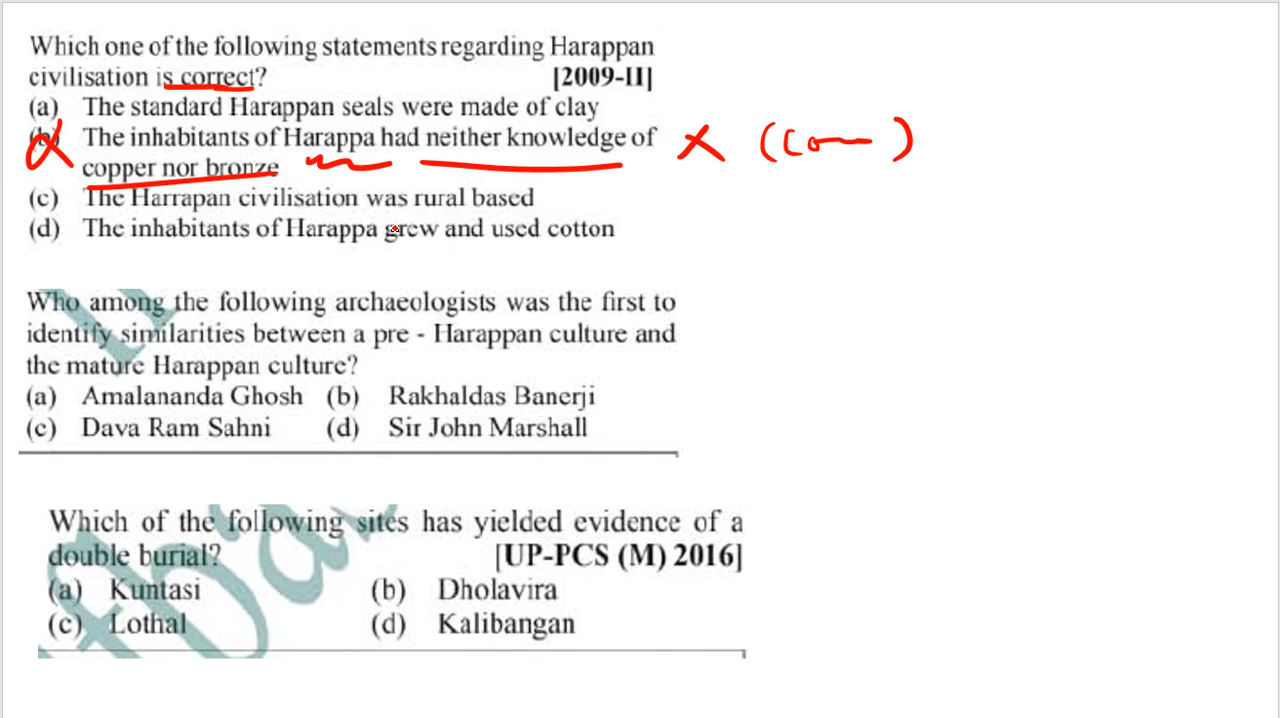 Which one of the following statements regarding Harappan
civilisation is correct? [2009-II]
(a) The standard Harappan seals were made of clay
(b) The inhabitants of Harappa had neither knowledge of
copper nor bronze
(c) The Harrapan civilisation was rural based
(d) The inhabitants of Harappa grew and used cotton
Who among the following archaeologists was the first to
identify similarities between a pre - Harappan culture and
the mature Harappan culture?
(a) Amalananda Ghosh (b) Rakhaldas Banerji
(c) Dava Ram Sahni (d) Sir John Marshall
Which of the following sites has yielded evidence of a
double burial? [UP-PCS (M) 2016]
(a) Kuntasi (b) Dholavira
(c) Lothal (d) Kalibangan